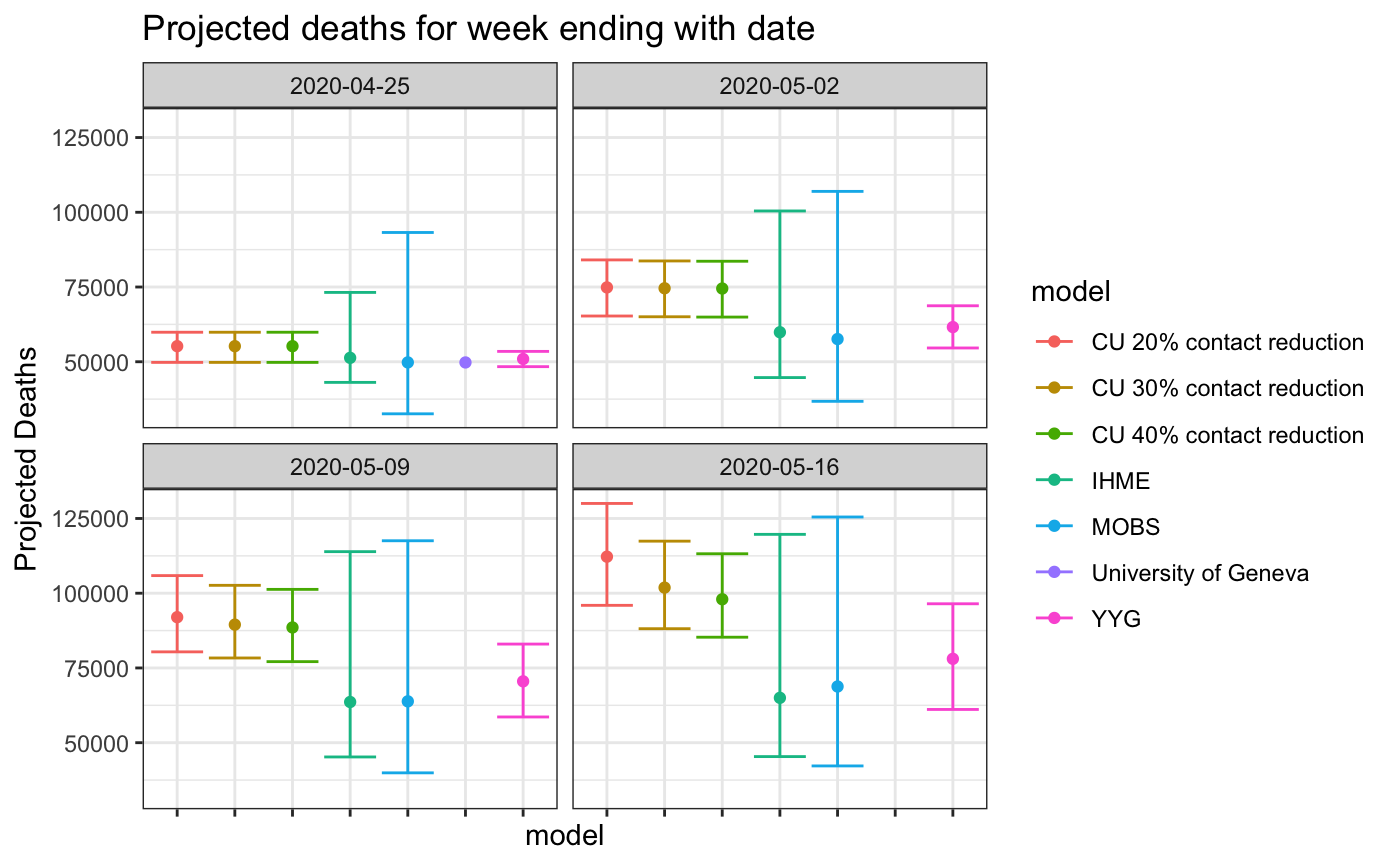 Projected deaths for week ending with date
2020-04-25
2020-05-02
125000
100000
75000
50000
2020-05-09
2020-05-16
125000
100000
75000
50000
Projected Deaths
model
model
CU 20% contact reduction
CU 30% contact reduction
CU 40% contact reduction
IHME
MOBS
University of Geneva
YYG